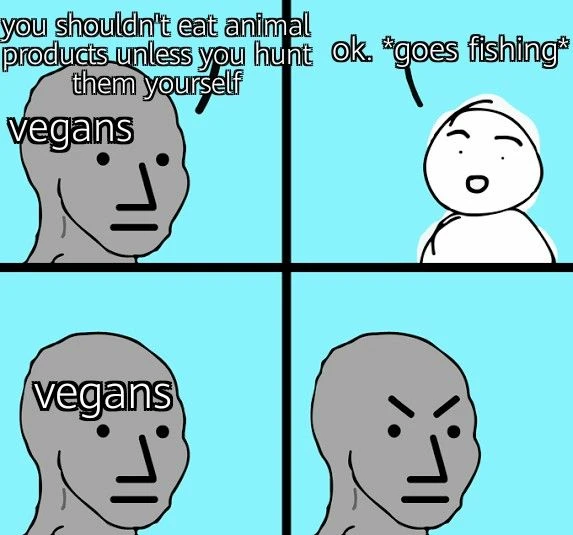 you shouldn't eat animal
products unless you hunt
them yourself
ok. *goes fishing*
vegans
vegans